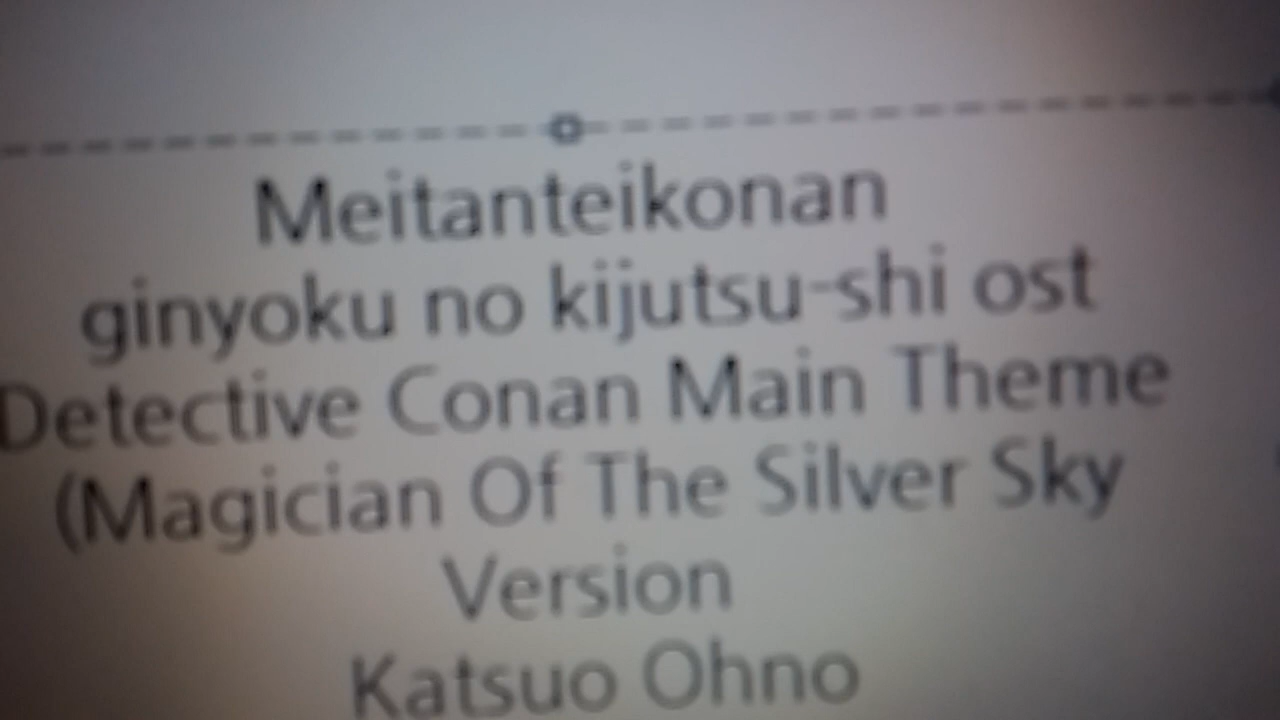 Meitanteikonan
ginyoku no kijutsu-shi ost
Detective Conan Main Theme
(Magician Of The Silver Sky
Version
Katsuo Ohno